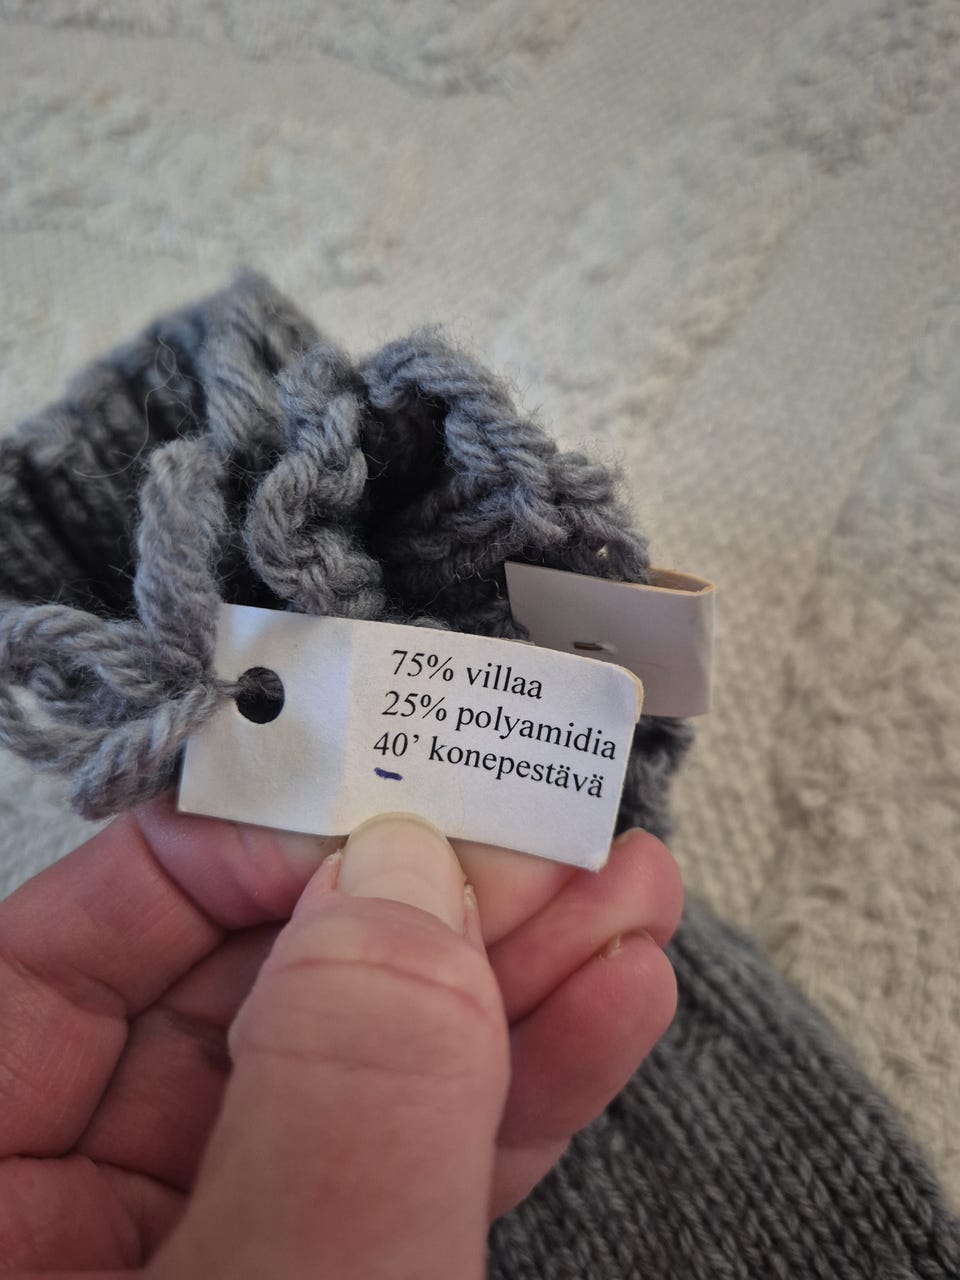 75% villaa
25% polyamidia
40’ konepestävä